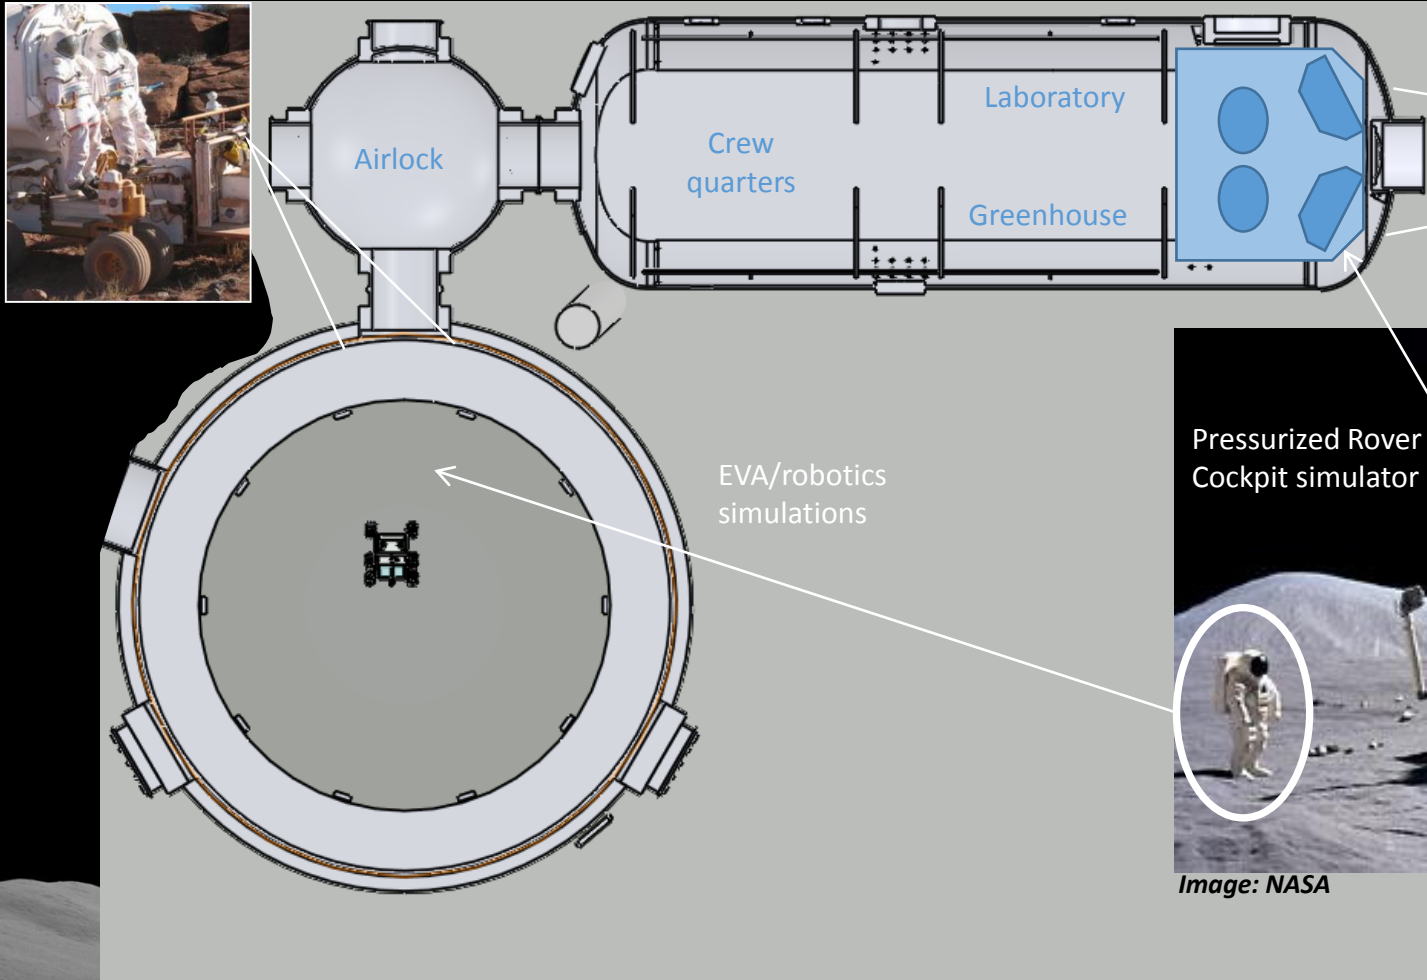 Airlock
Crew
quarters
Laboratory
Greenhouse
EVA/robotics
simulations
Pressurized Rover
Cockpit simulator
Image: NASA